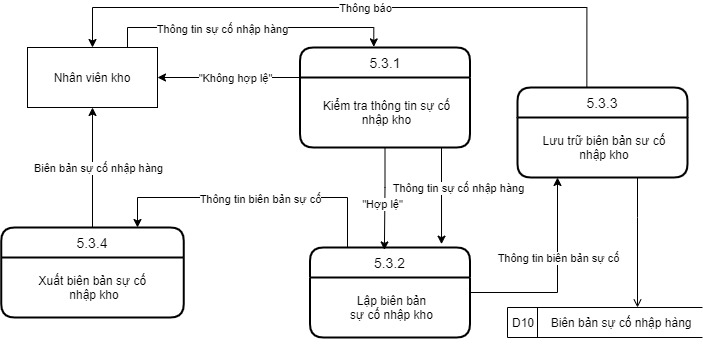 Thông báo
Thông tin sự cố nhập hàng
Nhân viên kho
"Không hợp lệ"
5.3.1
Kiểm tra thông tin sự cố
nhập kho
5.3.3
Lưu trữ biên bản sự cố
nhập kho
Biên bản sự cố nhập hàng
Thông tin biên bản sự cố
Thông tin sự cố nhập hàng
"Hợp lệ"
5.3.4
Xuất biên bản sự cố
nhập kho
5.3.2
Lập biên bản
sự cố nhập kho
Thông tin biên bản sự cố
D10
Biên bản sự cố nhập hàng